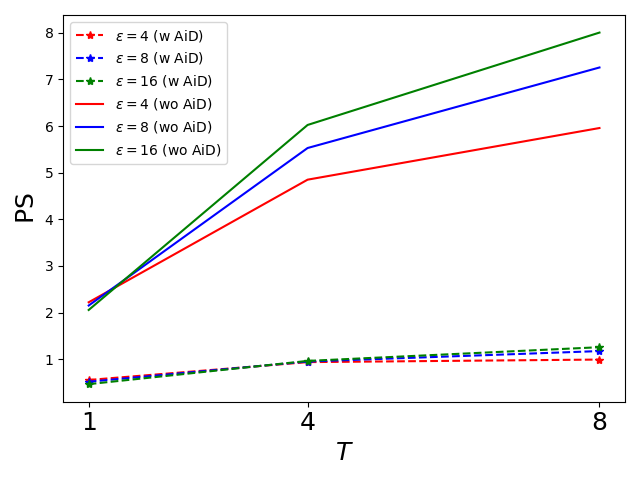 ε = 4 (w AiD)
ε = 8 (w AiD)
ε = 16 (w AiD)
ε = 4 (wo AiD)
ε = 8 (wo AiD)
ε = 16 (wo AiD)
8
7
6
5
4
3
2
1
PS
1 4 8
T